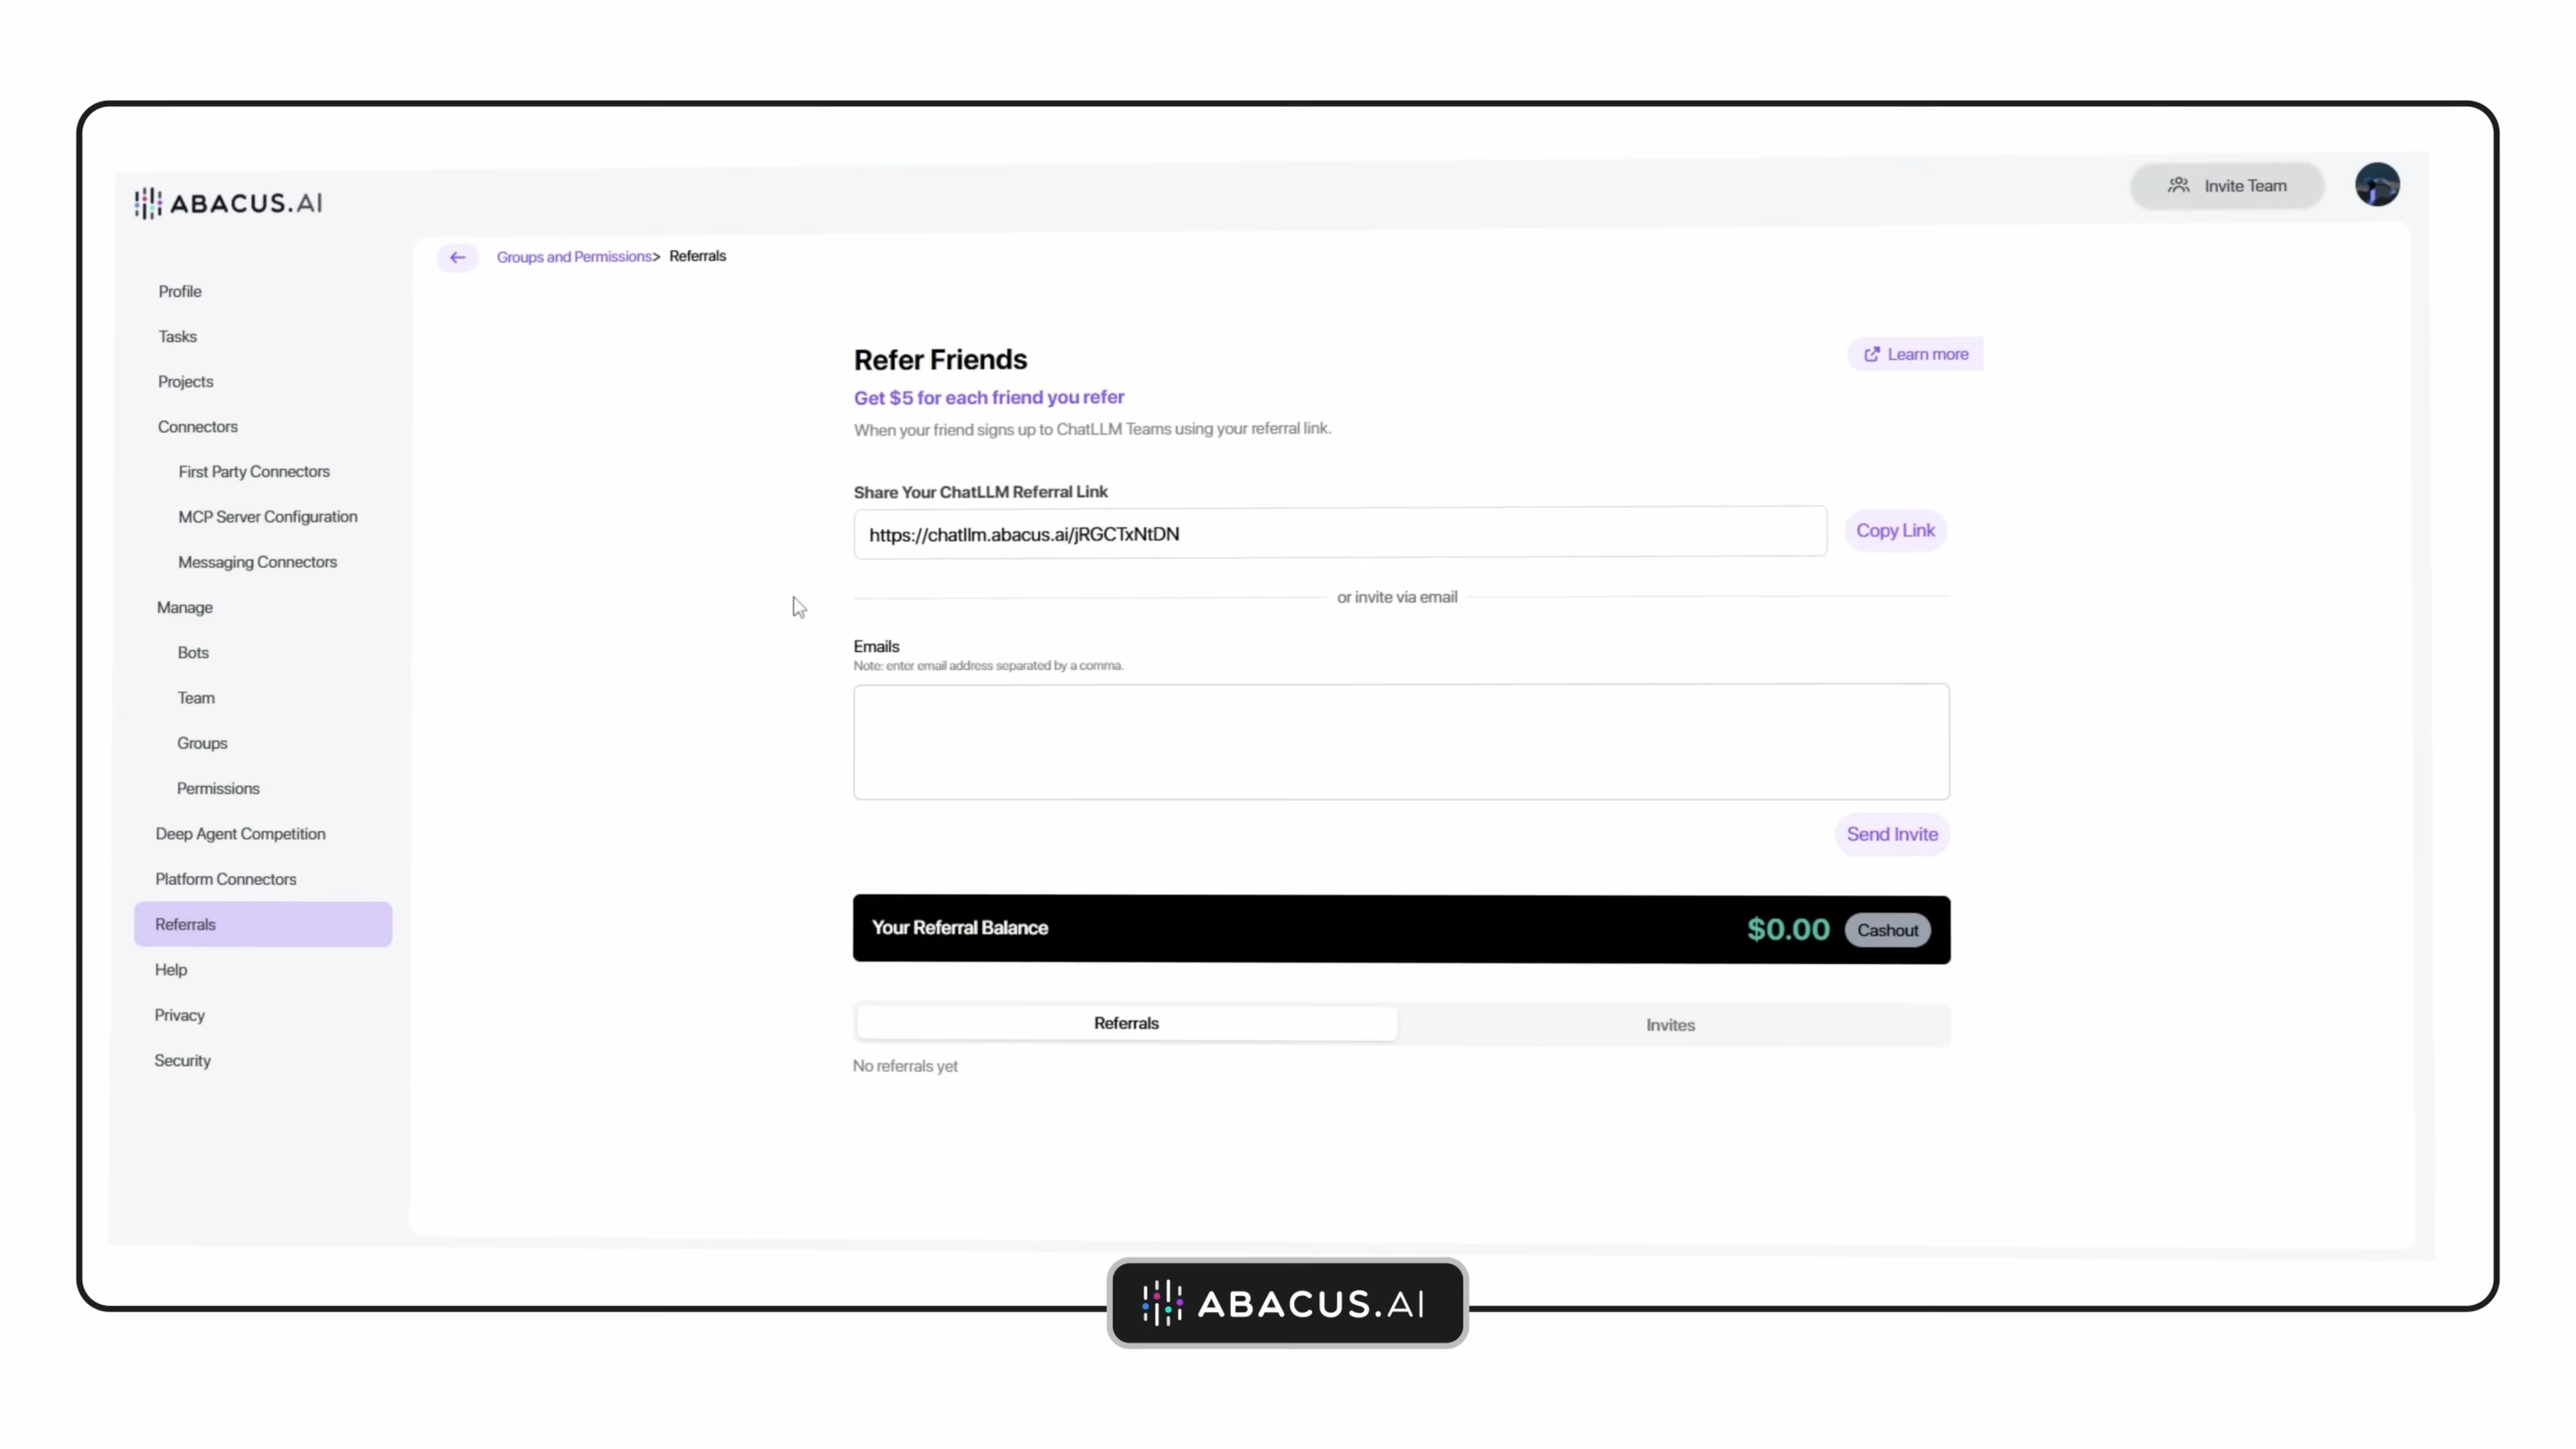 ABACUS.AI
Invite Team
Groups and Permissions> Referrals
Profile
Tasks
Projects
Connectors
First Party Connectors
MCP Server Configuration
Messaging Connectors
Manage
Bots
Team
Groups
Permissions
Deep Agent Competition
Platform Connectors
Referrals
Help
Privacy
Security
Refer Friends
Learn more
Get $5 for each friend you refer
When your friend signs up to ChatLLM Teams using your referral link.
Share Your ChatLLM Referral Link
https://chatllm.abacus.ai/jRGCTxNtDN
Copy Link
or invite via email
Emails
Note: enter email address separated by a comma.
Send Invite
Your Referral Balance
$0.00
Cashout
Referrals
Invites
No referrals yet
ABACUS.AI